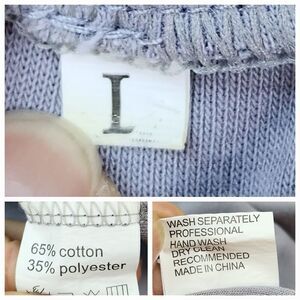 I
65% cotton
35% polyester
WASH SEPARATELY
PROFESSIONAL
HAND WASH
DRY CLEAN
RECOMMENDED
MADE IN CHINA